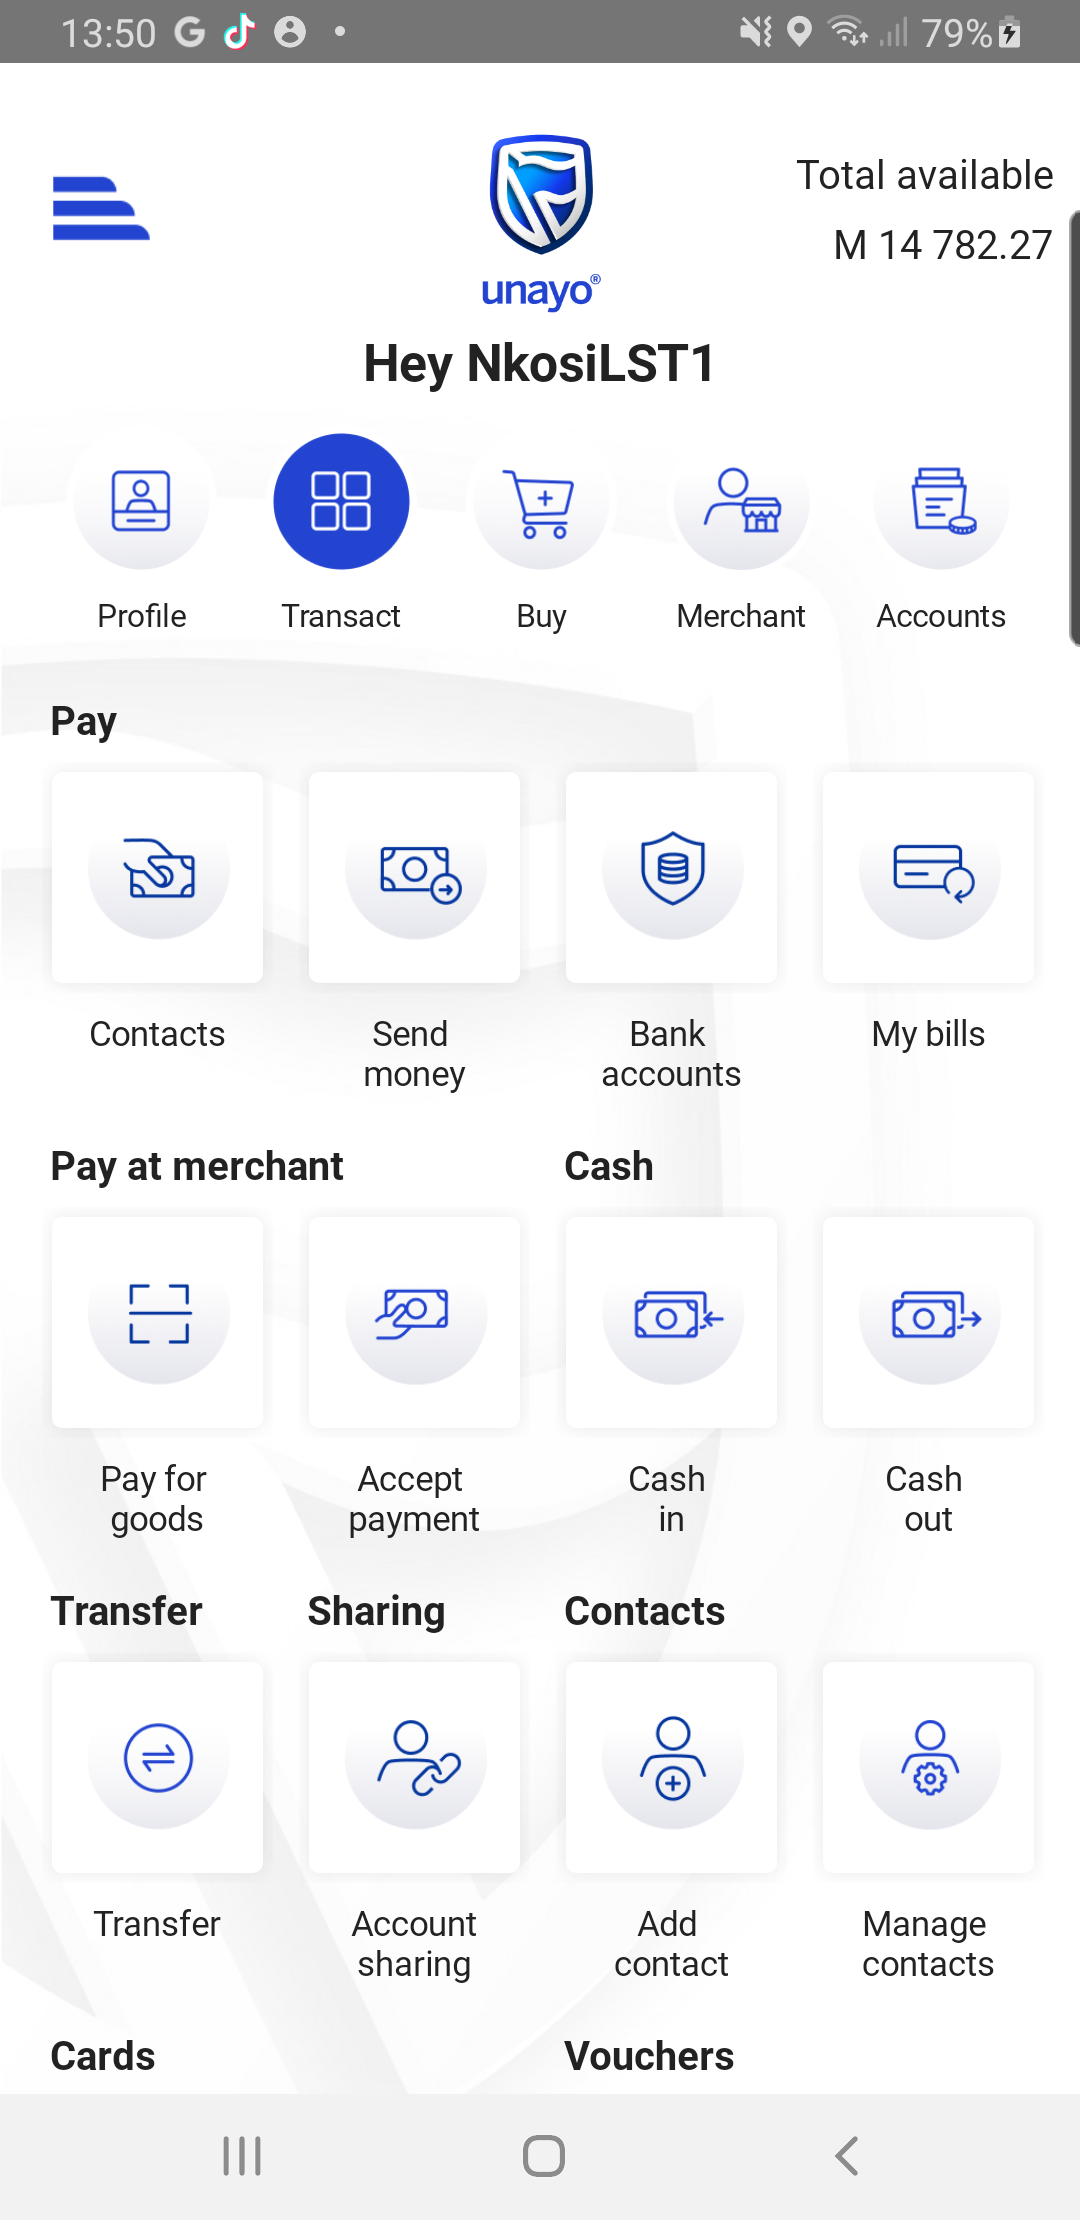 13:50
79%
Total available
M 14 782.27
unayo®
Hey NkosiLST1
Profile
Transact
Buy
Merchant
Accounts
Pay
Contacts
Send
money
Bank
accounts
My bills
Pay at merchant
Cash
Pay for
goods
Accept
payment
Cash
in
Cash
out
Transfer
Sharing
Contacts
Transfer
Account
sharing
Add
contact
Manage
contacts
Cards
Vouchers